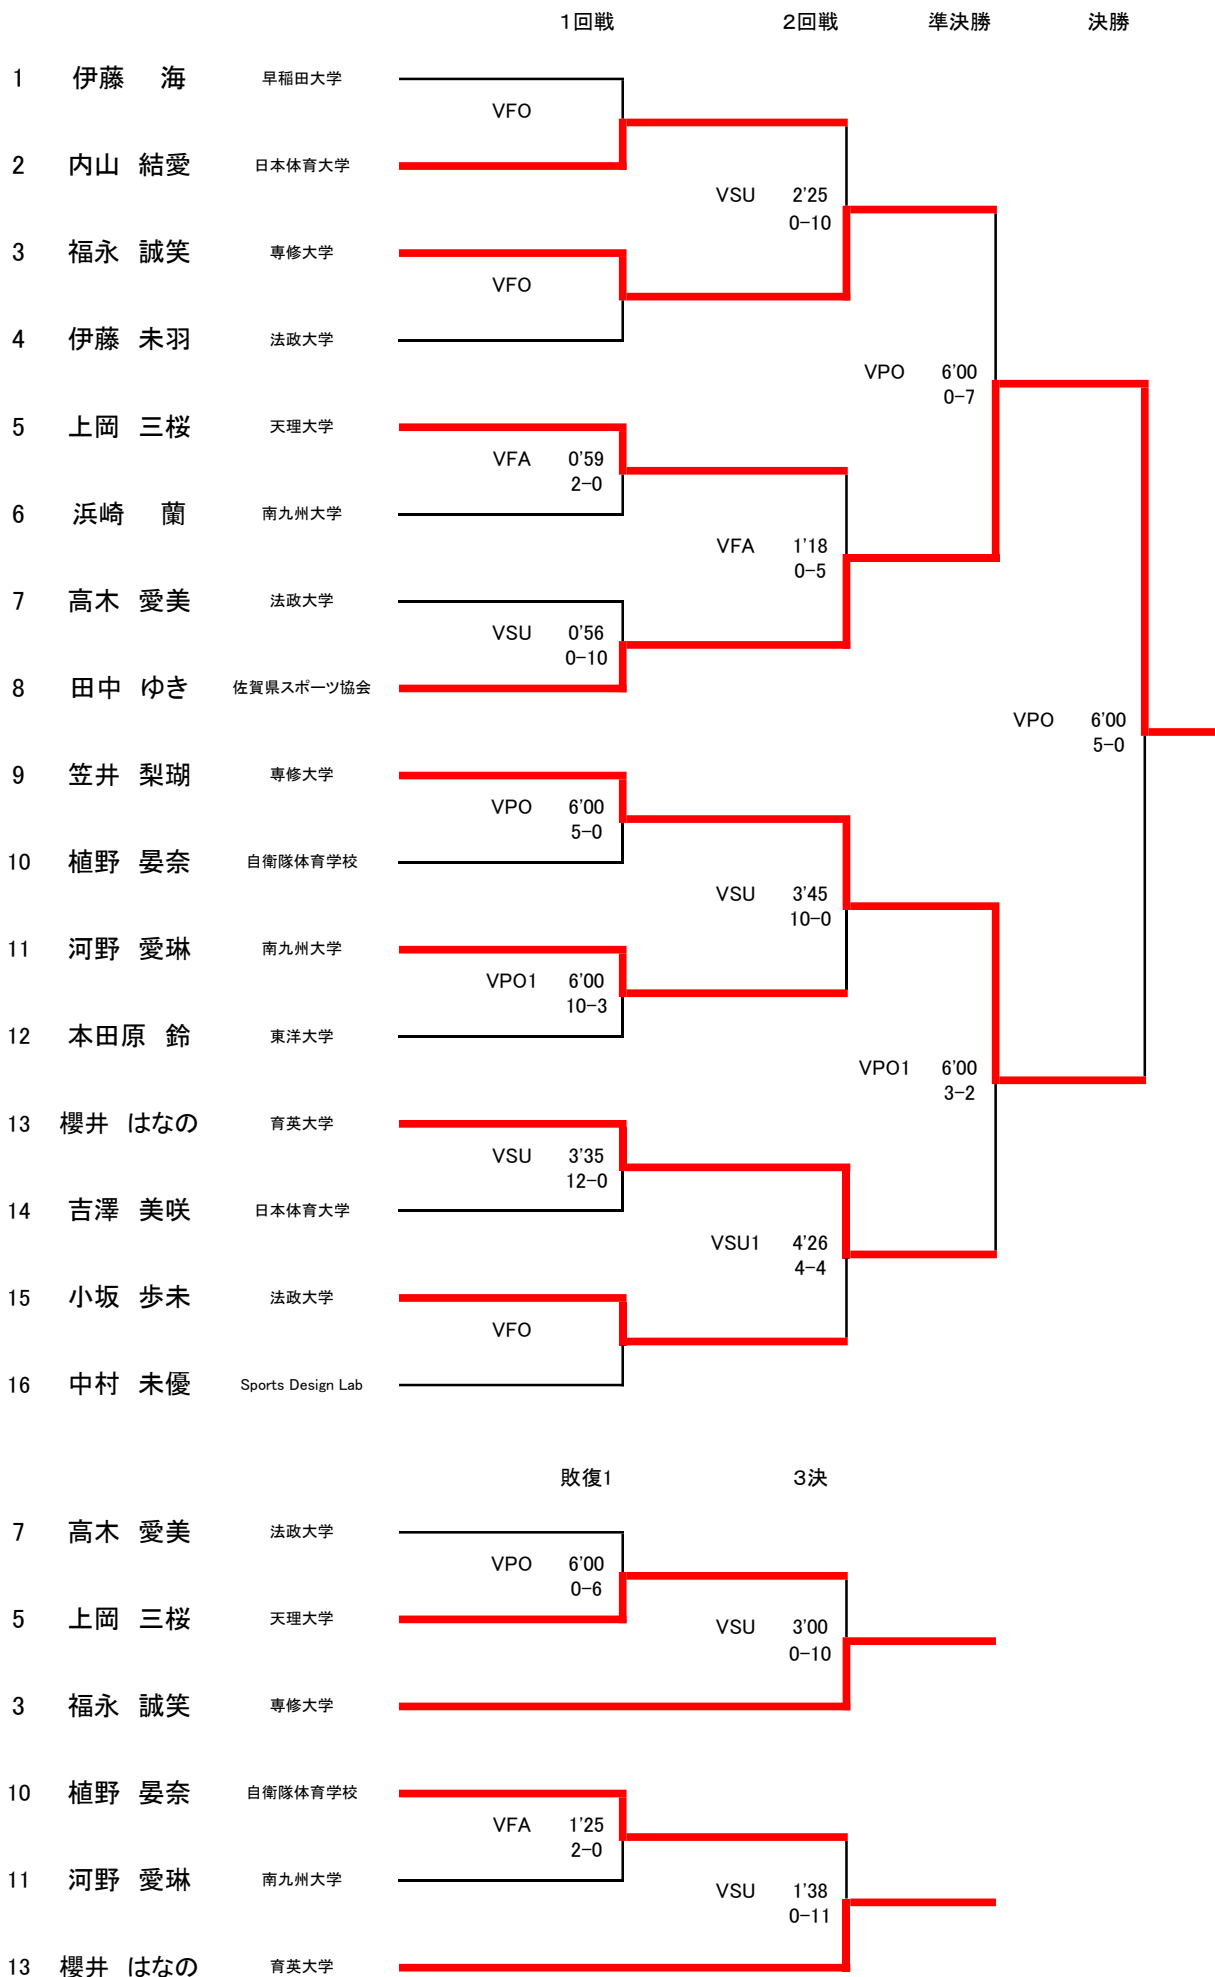 1回戦 2回戦 準決勝 決勝
1 伊藤 海 早稲田大学
VFO
2 内山 結愛 日本体育大学
VSU 2'25
0-10
3 福永 誠笑 専修大学
VFO
4 伊藤 未羽 法政大学
VPO 6'00
0-7
5 上岡 三桜 天理大学
VFA 0'59
2-0
6 浜崎 蘭 南九州大学
VFA 1'18
0-5
7 高木 愛美 法政大学
VSU 0'56
0-10
8 田中 ゆき 佐賀県スポーツ協会
VPO 6'00
5-0
9 笠井 梨瑚 専修大学
VPO 6'00
5-0
10 植野 晏奈 自衛隊体育学校
VSU 3'45
10-0
11 河野 愛琳 南九州大学
VPO1 6'00
10-3
12 本田原 鈴 東洋大学
VPO1 6'00
3-2
13 櫻井 はなの 育英大学
VSU 3'35
12-0
14 吉澤 美咲 日本体育大学
VSU1 4'26
4-4
15 小坂 歩未 法政大学
VFO
16 中村 未優 Sports Design Lab
敗復1 3決
7 高木 愛美 法政大学
VPO 6'00
0-6
5 上岡 三桜 天理大学
VSU 3'00
0-10
3 福永 誠笑 専修大学
10 植野 晏奈 自衛隊体育学校
VFA 1'25
2-0
11 河野 愛琳 南九州大学
VSU 1'38
0-11
13 櫻井 はなの 育英大学